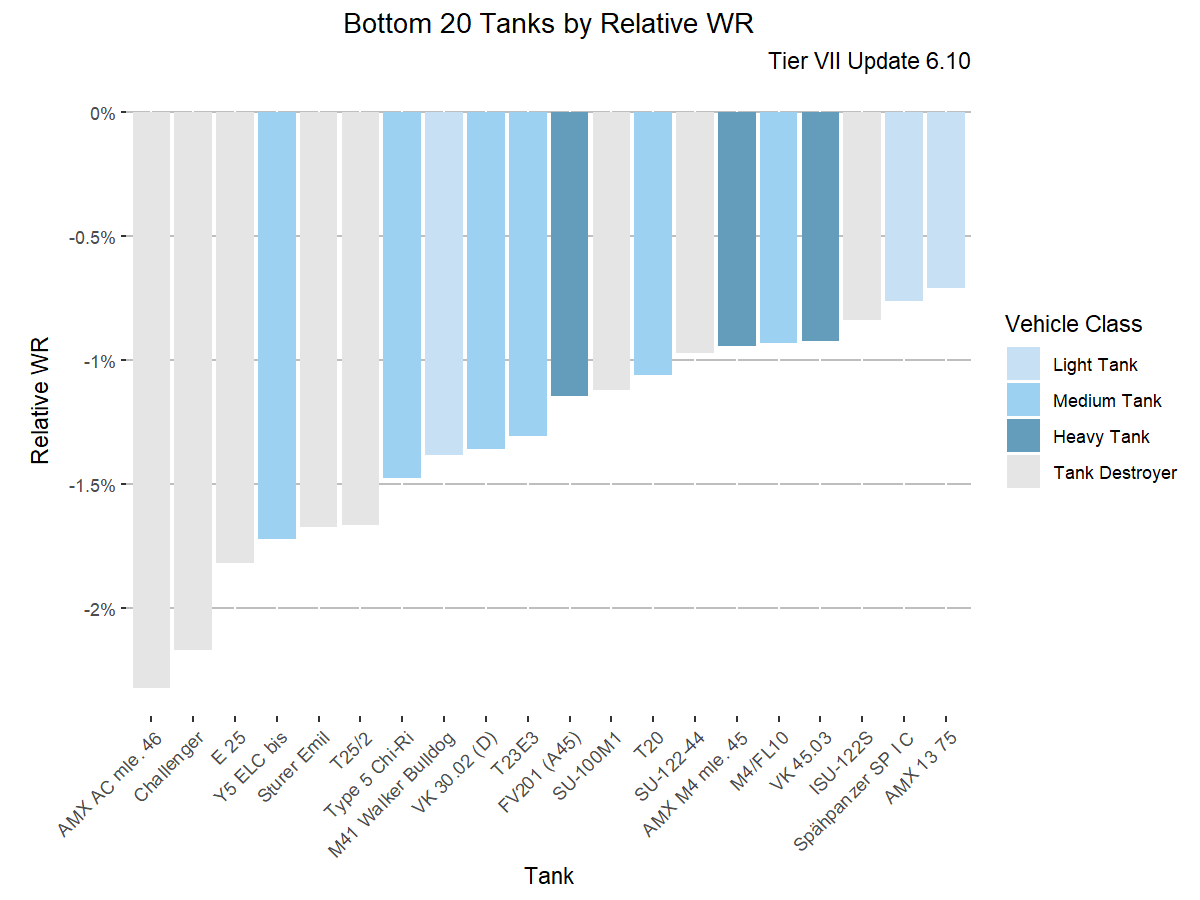 Bottom 20 Tanks by Relative WR
Tier VII Update 6.10
0%
-0.5%
-1%
-1.5%
-2%
Relative WR
AMX AC mle. 46
Challenger
E 25
Y5 ELC bis
Sturer Emil
T25/2
Type 5 Chi-Ri
M41 Walker Bulldog
VK 30.02 (D)
T23E3
FV201 (A45)
SU-100M1
T20
SU-122-44
AMX M4 mle. 45
M4/FL10
VK 45.03
ISU-122S
Spähpanzer SP I C
AMX 13 75
Tank
Vehicle Class
Light Tank
Medium Tank
Heavy Tank
Tank Destroyer